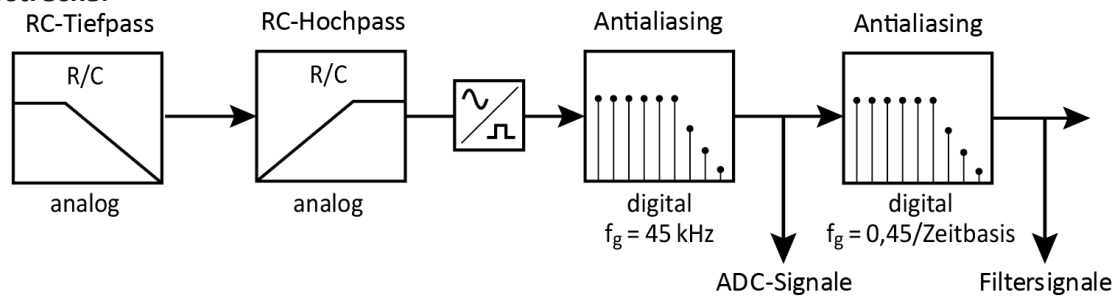 RC-Tiefpass
RC-Hochpass
Antialiasing
Antialiasing
R/C
R/C
analog
analog
digital
f_g = 45 kHz
digital
f_g = 0,45/Zeitbasis
ADC-Signale
Filtersignale